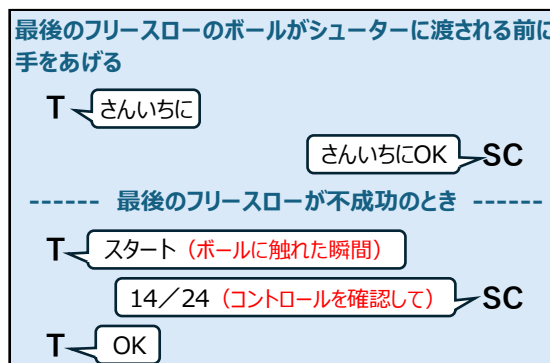 最後のフリースローのボールがシューターに渡される前に
手をあげる
T さんいちに
さんいちにOK SC
------ 最後のフリースローが不成功のとき ------
T スタート（ボールに触れた瞬間）
14／24（コントロールを確認して） SC
T OK